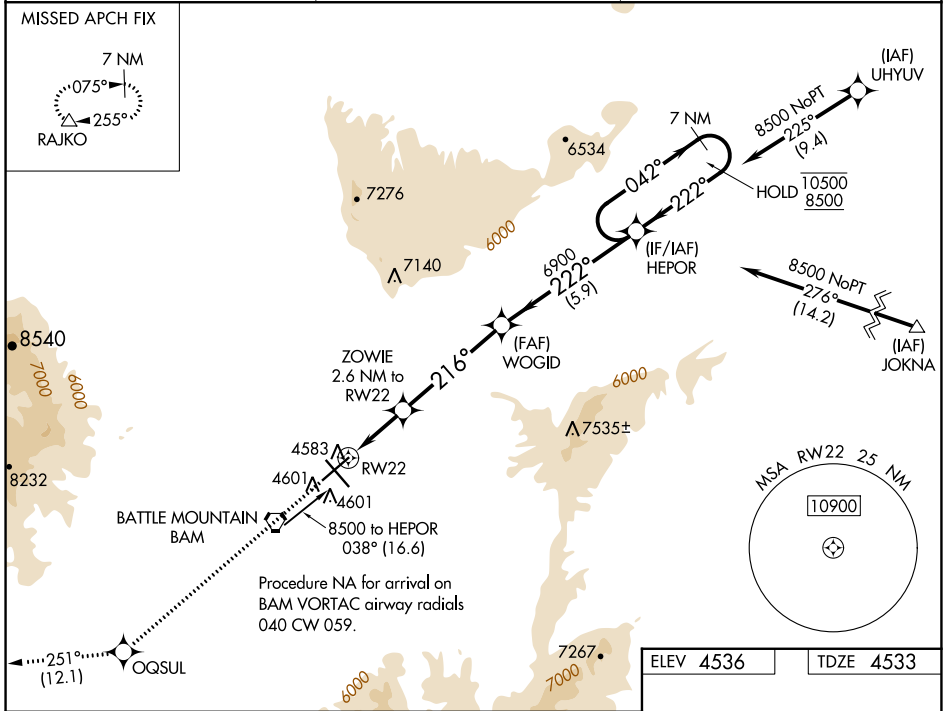 MISSED APCH FIX
7 NM
075°
255°
RAJKO
(IAF)
UHYUV
8500 NoPT
225°
(9.4)
7 NM
042°
222°
HOLD
10500
8500
6534
7276
6000
7140
(IF/IAF)
HEPOR
6900
222°
(5.9)
8500 NoPT
276°
(14.2)
(IAF)
JOKNA
(FAF)
WOGID
216°
ZOWIE
2.6 NM to
RW22
8540
7000
6000
8232
6000
7535±
4583
RW22
4601
4601
BATTLE MOUNTAIN
BAM
8500 to HEPOR
038° (16.6)
Procedure NA for arrival on
BAM VORTAC airway radials
040 CW 059.
MSA RW22 25 NM
10900
251°
(12.1)
OQSUL
6000
7267
7000
ELEV 4536
TDZE 4533